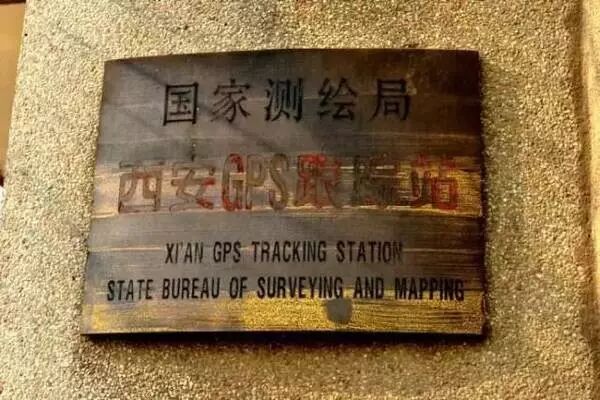 国家测绘局
西安GPS跟踪站
XI'AN GPS TRACKING STATION
STATE BUREAU OF SURVEYING AND MAPPING